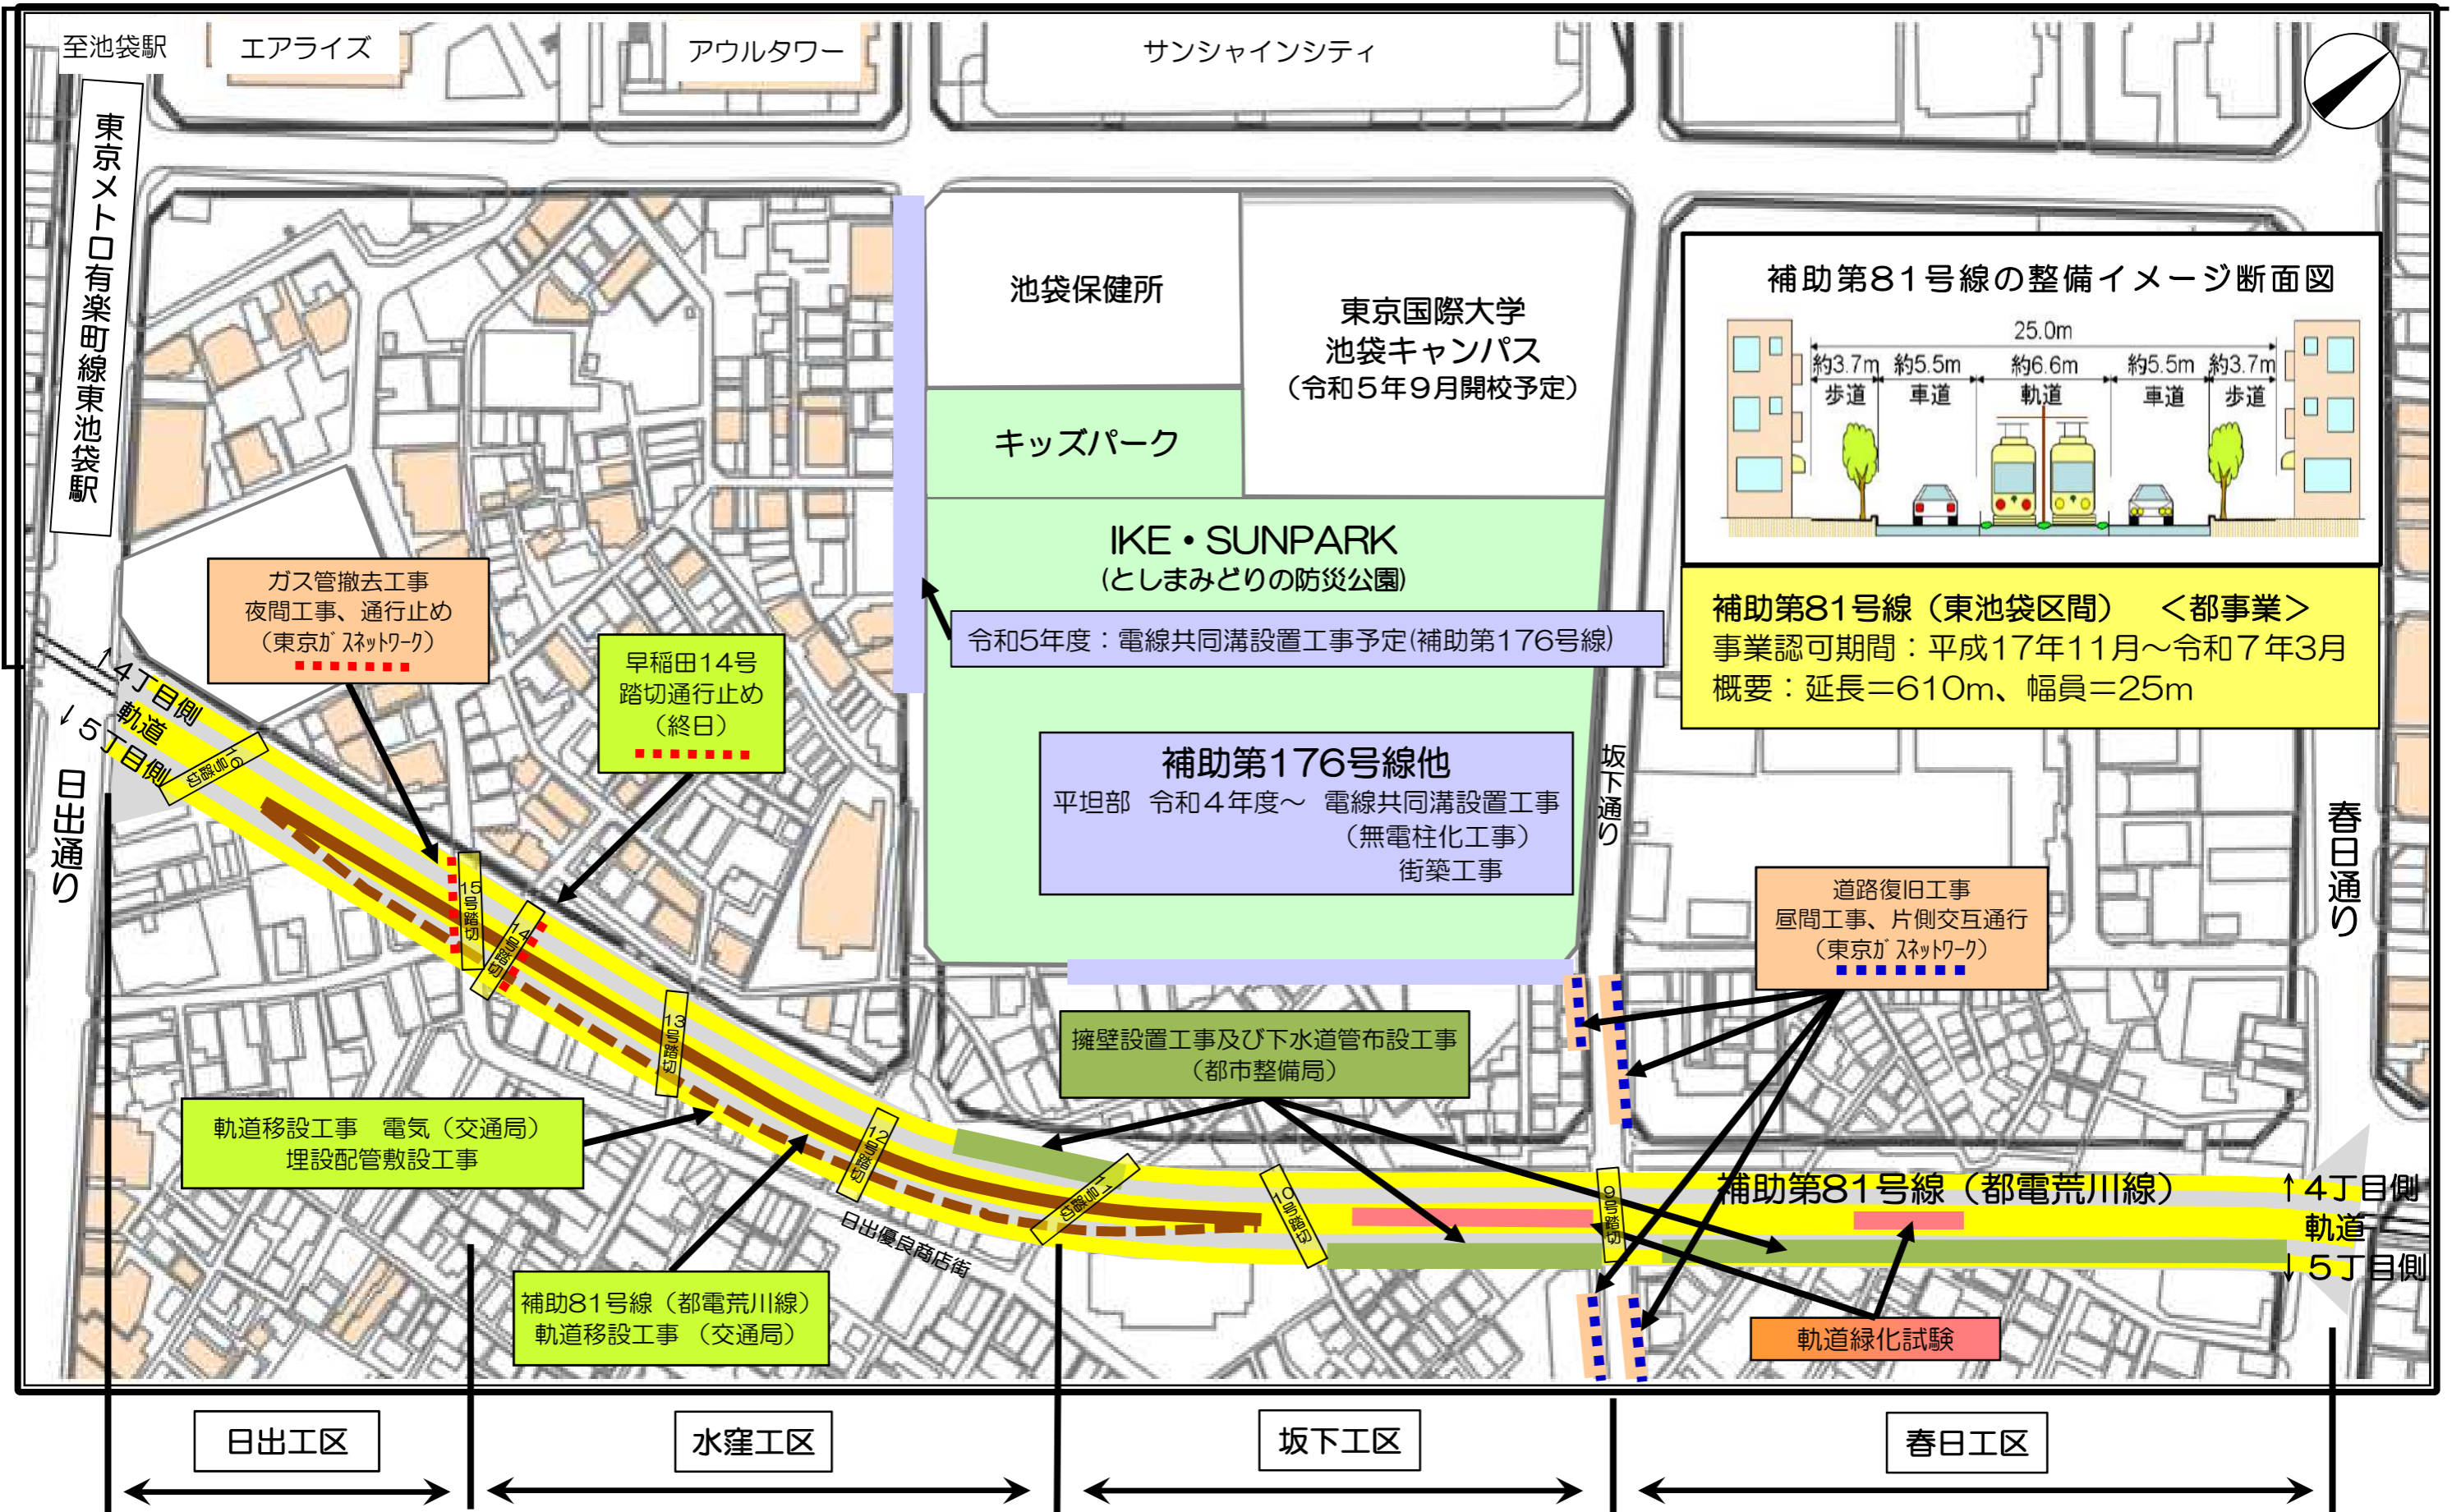 至池袋駅
エアライズ
アウルタワー
サンシャインシティ
東京メトロ有楽町線東池袋駅
池袋保健所
東京国際大学
池袋キャンパス
（令和５年９月開校予定）
キッズパーク
IKE・SUNPARK
(としまみどりの防災公園)
令和5年度：電線共同溝設置工事予定(補助第176号線)
補助第176号線他
平坦部 令和４年度～ 電線共同溝設置工事
（無電柱化工事）
街築工事
補助第81号線の整備イメージ断面図
25.0m
約3.7m 約5.5m 約6.6m 約5.5m 約3.7m
歩道 車道 軌道 車道 歩道
補助第81号線（東池袋区間） ＜都事業＞
事業認可期間：平成17年11月～令和７年3月
概要：延長＝610m、幅員＝25m
ガス管撤去工事
夜間工事、通行止め
（東京ガスネットワーク）
早稲田14号
踏切通行止め
（終日）
↑4丁目側
軌道
↓5丁目側
日出通り
16号踏切
15号踏切
14号踏切
13号踏切
12号踏切
11号踏切
10号踏切
9号踏切
坂下通り
春日通り
道路復旧工事
昼間工事、片側交互通行
（東京ガスネットワーク）
擁壁設置工事及び下水道管布設工事
（都市整備局）
軌道移設工事 電気（交通局）
埋設配管敷設工事
補助81号線（都電荒川線）
軌道移設工事 （交通局）
日出優良商店街
補助第81号線（都電荒川線）
↑4丁目側
軌道
↓5丁目側
軌道緑化試験
日出工区
水窪工区
坂下工区
春日工区